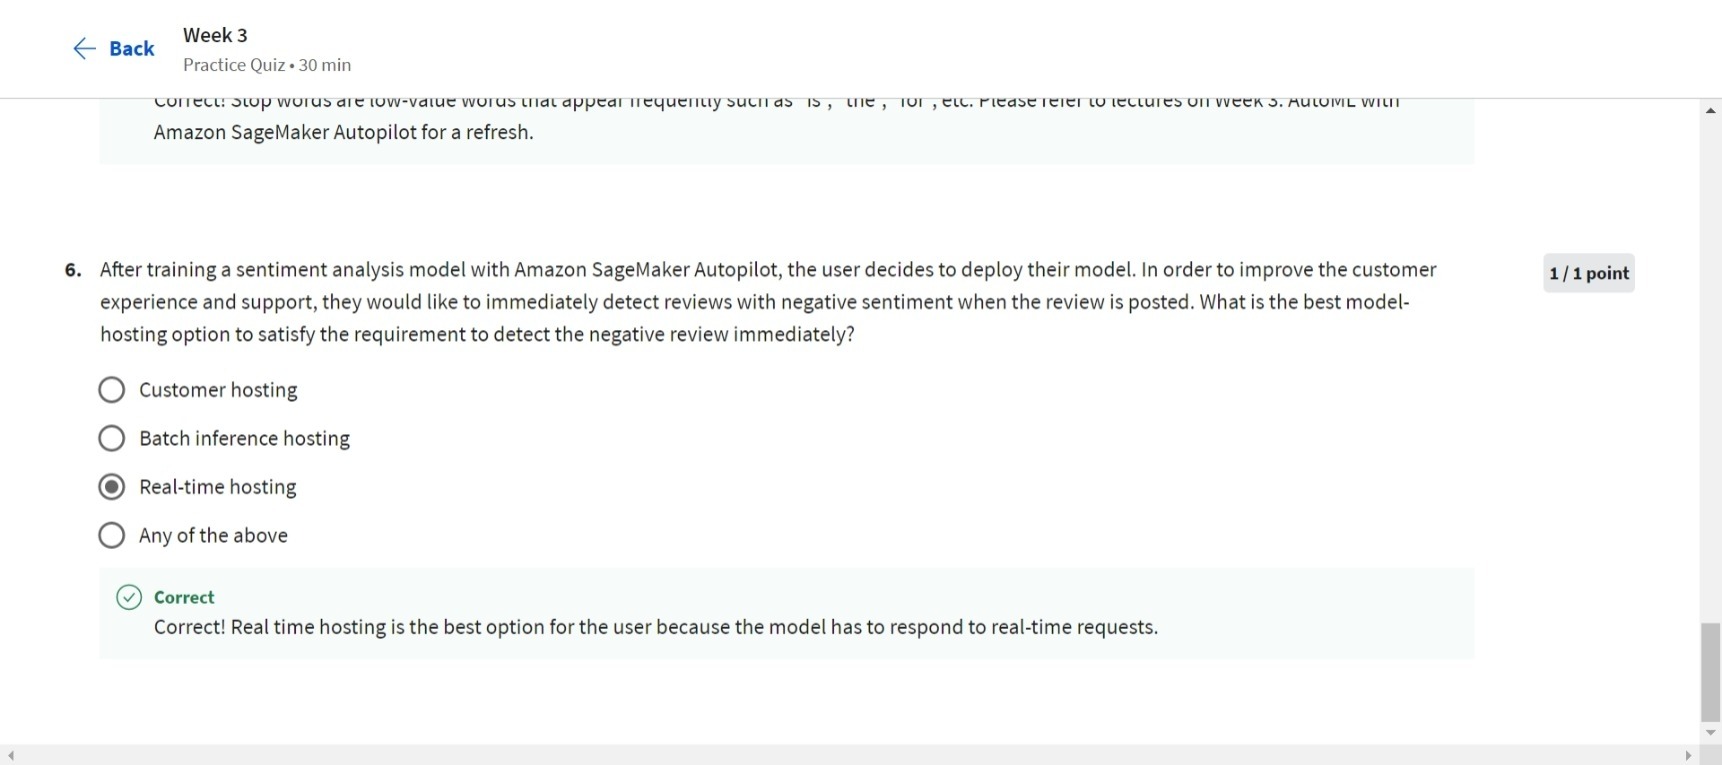 Back
Week 3
Practice Quiz • 30 min
Correct! Stop words are low-value words that appear frequently such as "is", "the", "for", etc. Please refer to lectures on Week 3: AutoML with
Amazon SageMaker Autopilot for a refresh.
6. After training a sentiment analysis model with Amazon SageMaker Autopilot, the user decides to deploy their model. In order to improve the customer
experience and support, they would like to immediately detect reviews with negative sentiment when the review is posted. What is the best model-
hosting option to satisfy the requirement to detect the negative review immediately?
1 / 1 point
Customer hosting
Batch inference hosting
Real-time hosting
Any of the above
Correct
Correct! Real time hosting is the best option for the user because the model has to respond to real-time requests.